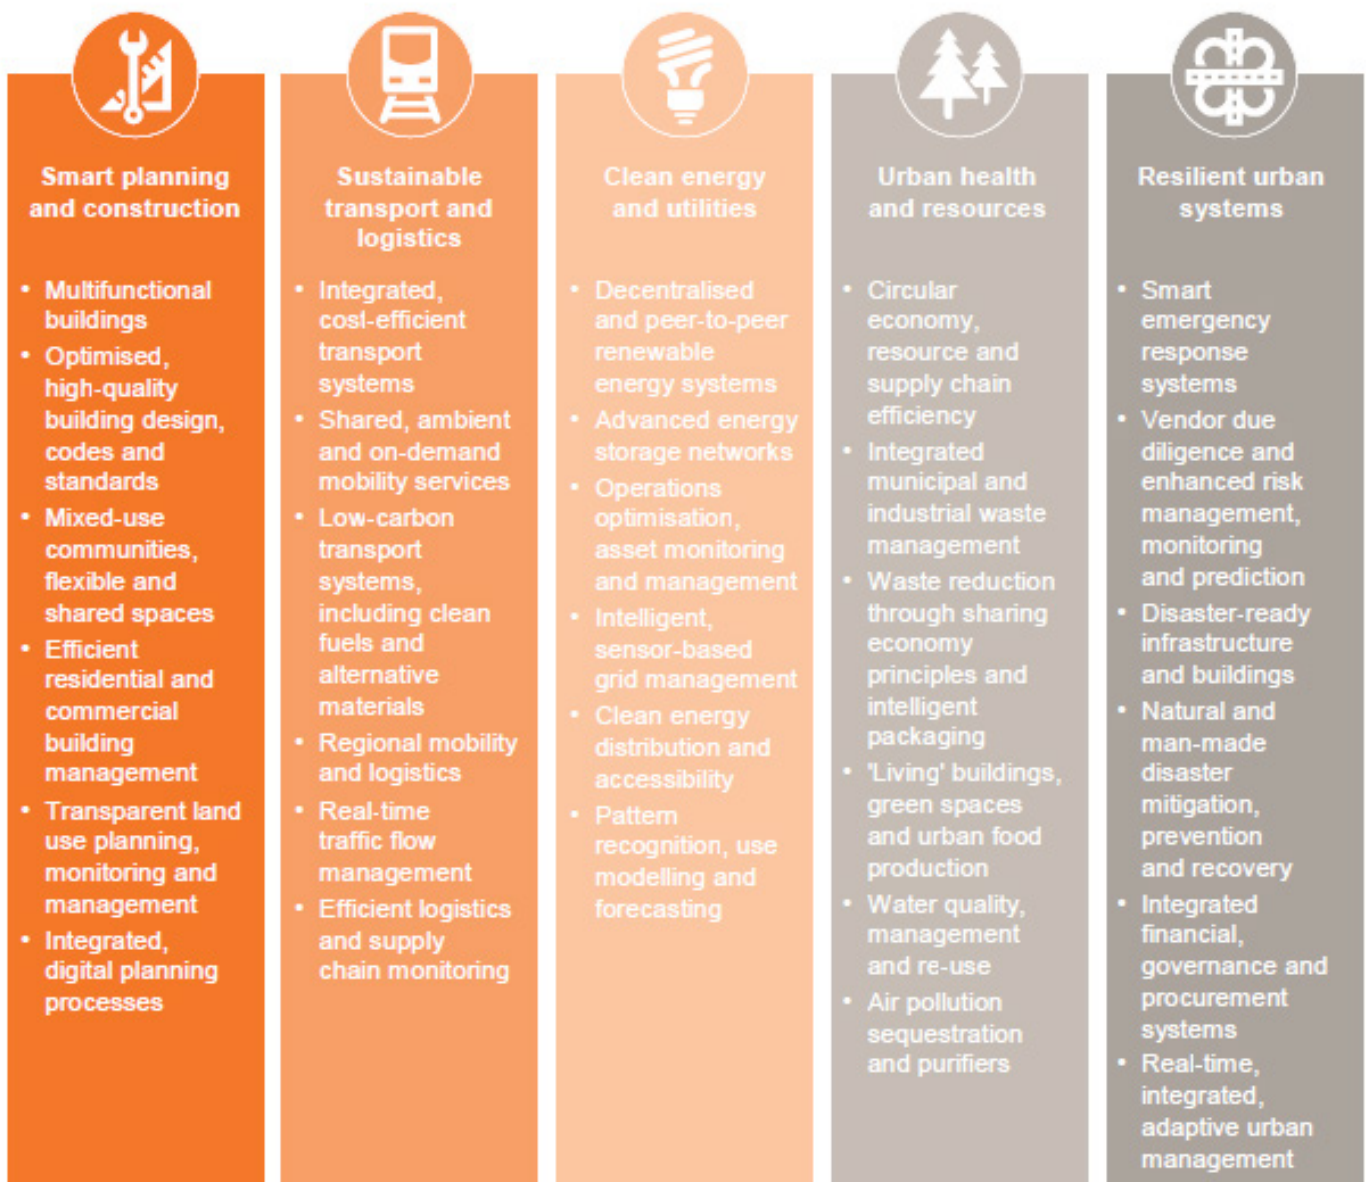 Smart planning
and construction
• Multifunctional
buildings
• Optimised,
high-quality
building design,
codes and
standards
• Mixed-use
communities,
flexible and
shared spaces
• Efficient
residential and
commercial
building
management
• Transparent land
use planning,
monitoring and
management
• Integrated,
digital planning
processes
Sustainable
transport and
logistics
• Integrated,
cost-efficient
transport
systems
• Shared, ambient
and on-demand
mobility services
• Low-carbon
transport
systems,
including clean
fuels and
alternative
materials
• Regional mobility
and logistics
• Real-time
traffic flow
management
• Efficient logistics
and supply
chain monitoring
Clean energy
and utilities
• Decentralised
and peer-to-peer
renewable
energy systems
• Advanced energy
storage networks
• Operations
optimisation,
asset monitoring
and management
• Intelligent,
sensor-based
grid management
• Clean energy
distribution and
accessibility
• Pattern
recognition, use
modelling and
forecasting
Urban health
and resources
• Circular
economy,
resource and
supply chain
efficiency
• Integrated
municipal and
industrial waste
management
• Waste reduction
through sharing
economy
principles and
intelligent
packaging
• 'Living' buildings,
green spaces
and urban food
production
• Water quality,
management
and re-use
• Air pollution
sequestration
and purifiers
Resilient urban
systems
• Smart
emergency
response
systems
• Vendor due
diligence and
enhanced risk
management,
monitoring
and prediction
• Disaster-ready
infrastructure
and buildings
• Natural and
man-made
disaster
mitigation,
prevention
and recovery
• Integrated
financial,
governance and
procurement
systems
• Real-time,
integrated,
adaptive urban
management